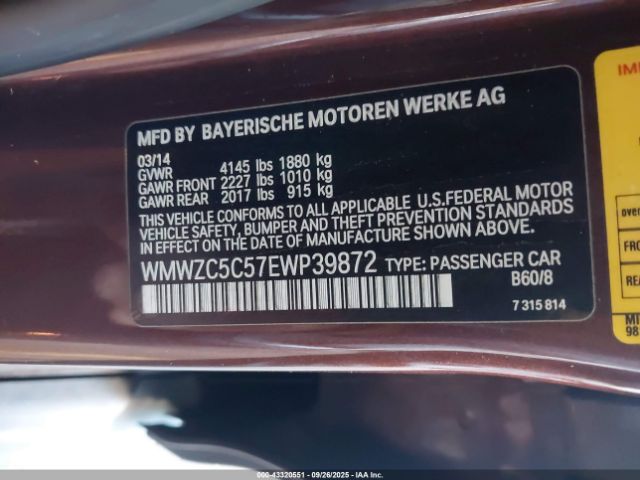 MFD BY BAYERISCHE MOTOREN WERKE AG
03/14
GVWR 4145 lbs 1880 kg
GAWR FRONT 2227 lbs 1010 kg
GAWR REAR 2017 lbs 915 kg
THIS VEHICLE CONFORMS TO ALL APPLICABLE U.S.FEDERAL MOTOR
VEHICLE SAFETY, BUMPER AND THEFT PREVENTION STANDARDS
IN EFFECT ON THE DATE OF MANUFACTURE SHOWN ABOVE.
WMWZC5C57EWP39872 TYPE: PASSENGER CAR
B60/8
7 315 814
000-43320551 - 09/26/2025 - Copyright © IAA, Inc.